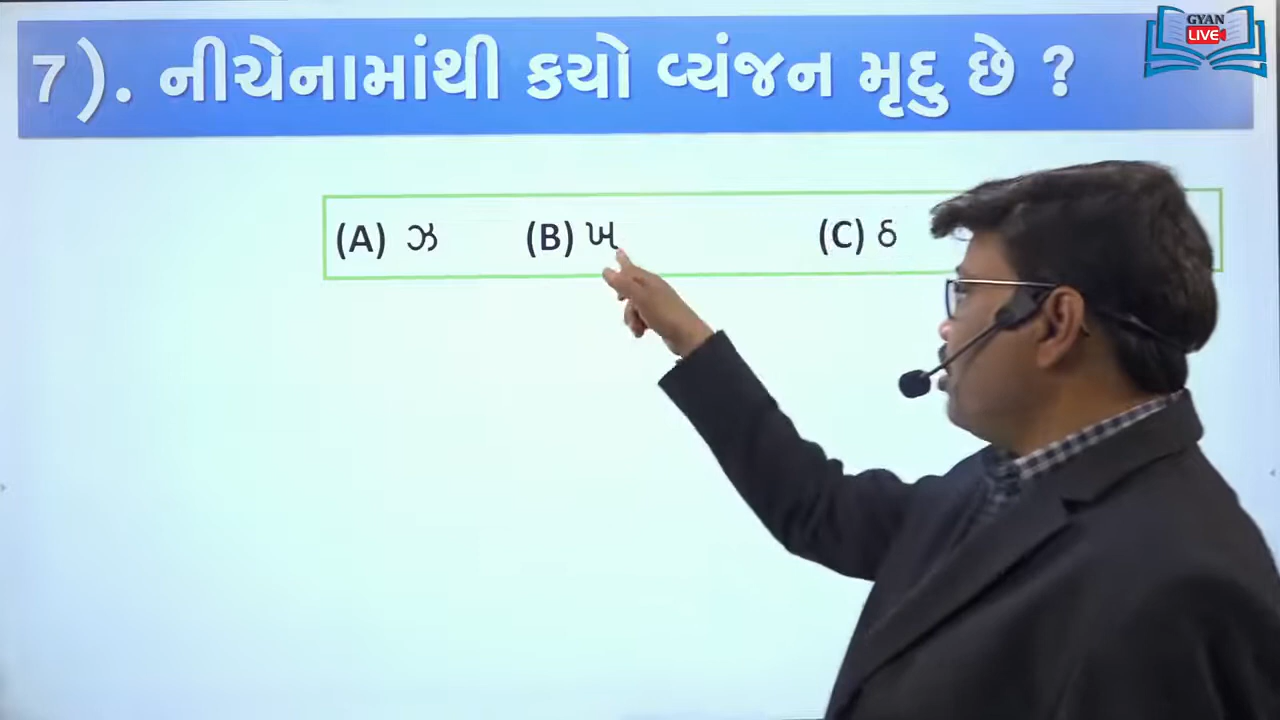 GYAN
LIVE
7). નીચેનામાંથી કયો વ્યંજન મૃદુ છે ?
(A) ઝ (B) ખ (C) ઠ